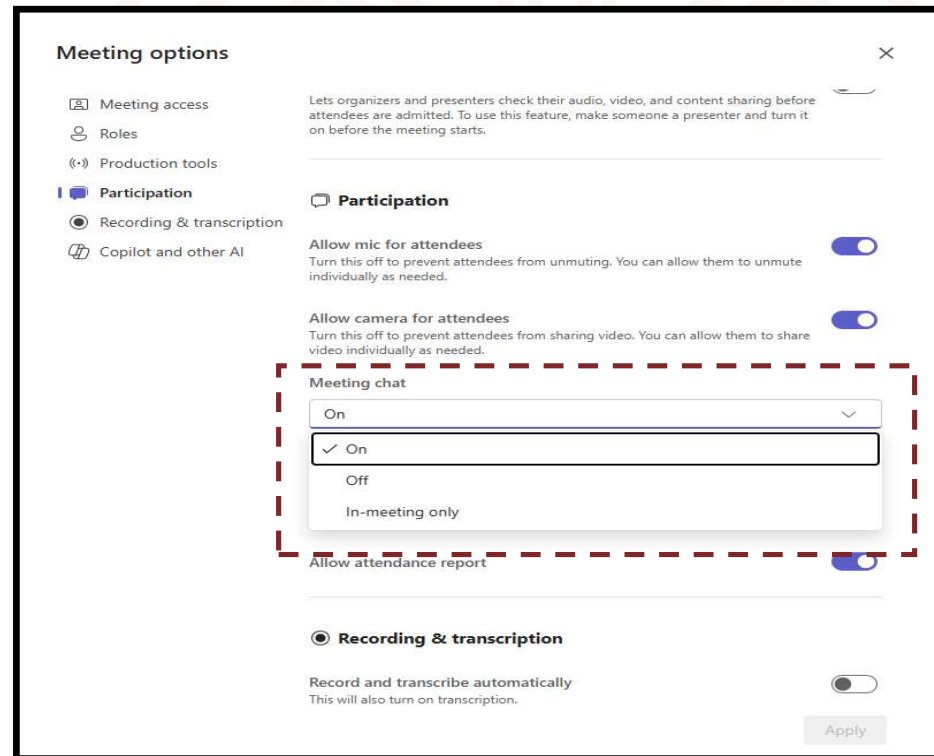 Meeting options
Meeting access
Roles
Production tools
Participation
Recording & transcription
Copilot and other AI
Lets organizers and presenters check their audio, video, and content sharing before
attendees are admitted. To use this feature, make someone a presenter and turn it
on before the meeting starts.
Participation
Allow mic for attendees
Turn this off to prevent attendees from unmuting. You can allow them to unmute
individually as needed.
Allow camera for attendees
Turn this off to prevent attendees from sharing video. You can allow them to share
video individually as needed.
Meeting chat
On
On
Off
In-meeting only
Allow attendance report
Recording & transcription
Record and transcribe automatically
This will also turn on transcription.
Apply